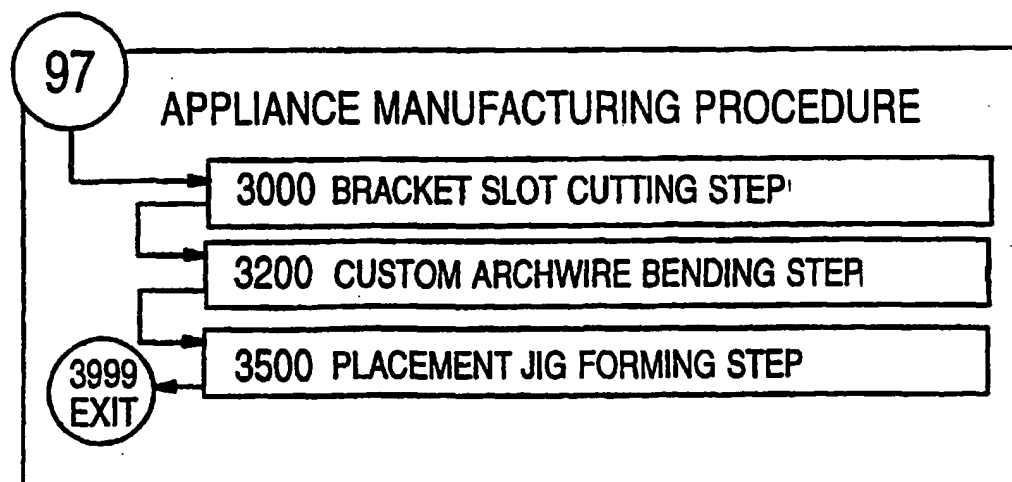 97
APPLIANCE MANUFACTURING PROCEDURE
3000 BRACKET SLOT CUTTING STEP
3200 CUSTOM ARCHWIRE BENDING STEP
3500 PLACEMENT JIG FORMING STEP
3999
EXIT